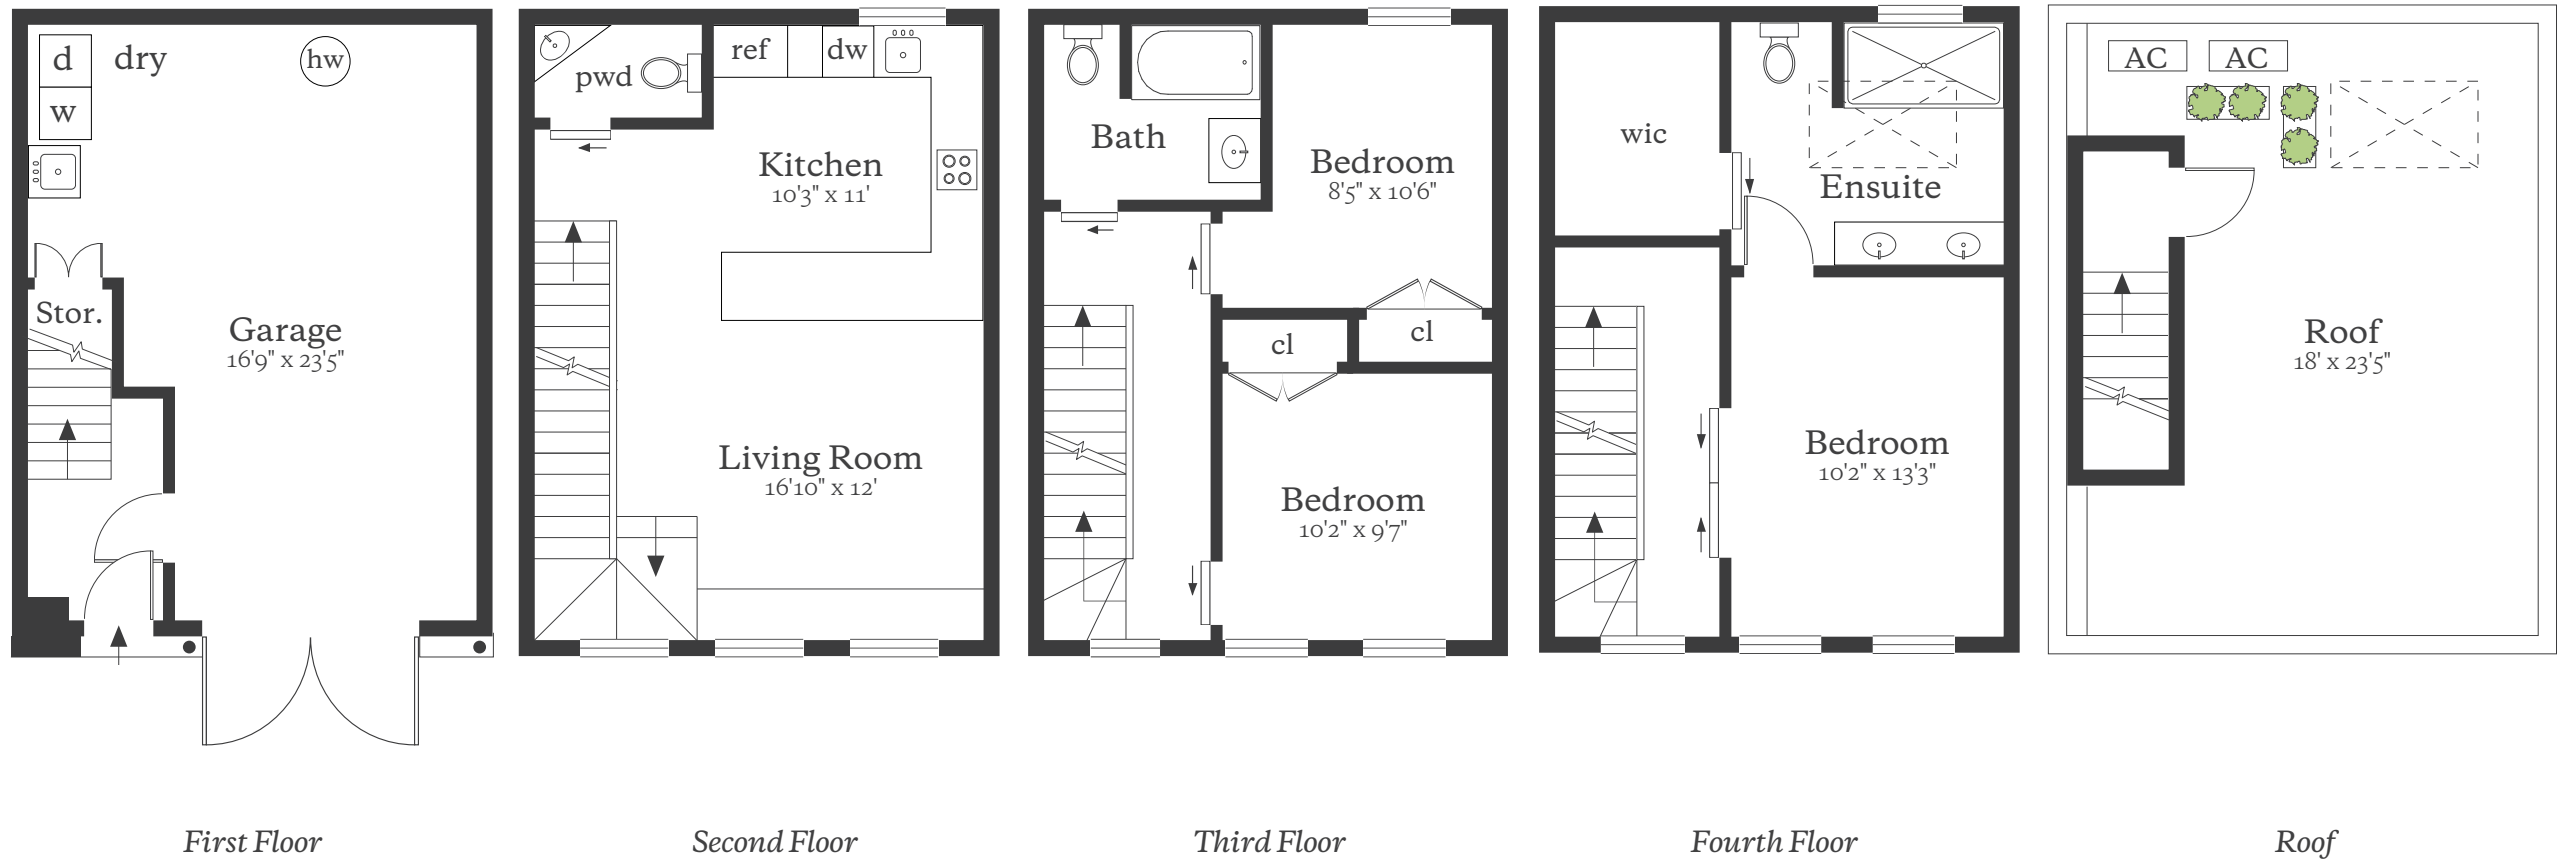 d
dry
hw
w
Stor.
Garage
16'9" x 23'5"
First Floor
pwd
ref
dw
Kitchen
10'3" x 11'
Living Room
16'10" x 12'
Second Floor
Bath
Bedroom
8'5" x 10'6"
cl
cl
Bedroom
10'2" x 9'7"
Third Floor
wic
Ensuite
Bedroom
10'2" x 13'3"
Fourth Floor
AC
AC
Roof
18' x 23'5"
Roof